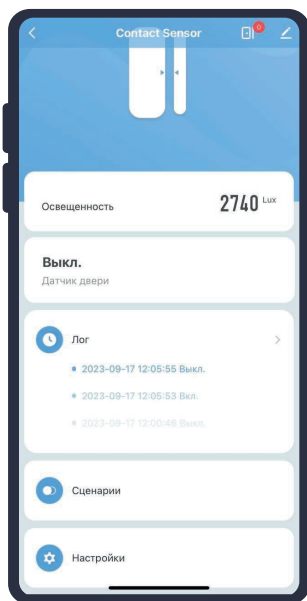 Contact Sensor
0
Освещенность
2740 Lux
Выкл.
Датчик двери
Лог
2023-09-17 12:05:55 Выкл.
2023-09-17 12:05:53 Вкл.
2023-09-17 12:00:46 Выкл.
Сценарии
Настройки